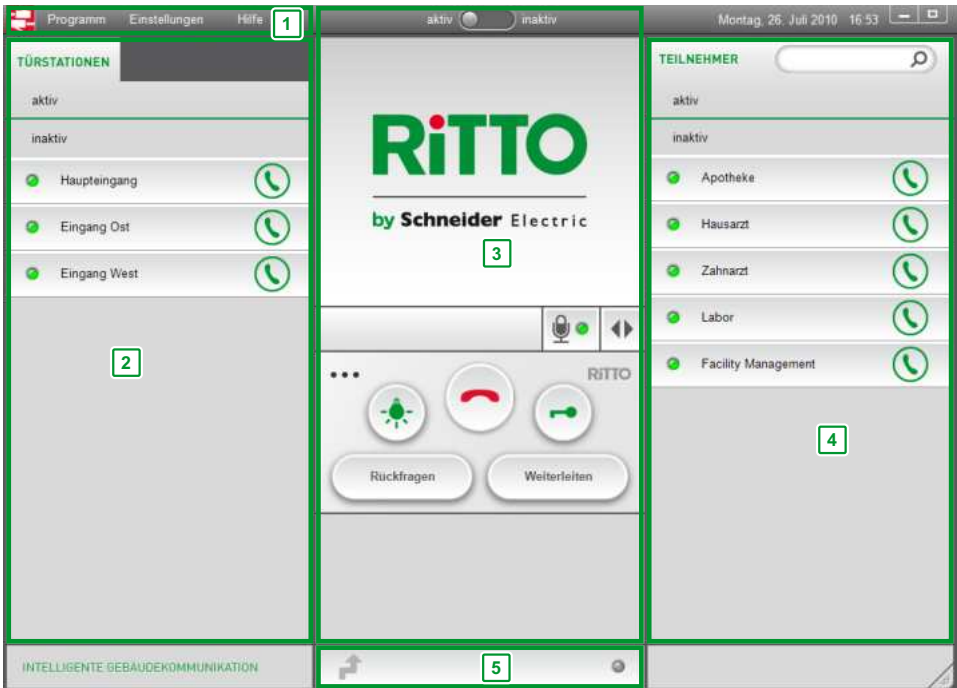 Programm Einstellungen Hilfe
1
aktiv inaktiv
Montag, 26. Juli 2010 16:53
TÜRSTATIONEN
aktiv
inaktiv
Haupteingang
Eingang Ost
Eingang West
2
RiTTO
by Schneider Electric
3
RiTTO
Rückfragen
Weiterleiten
TEILNEHMER
aktiv
inaktiv
Apotheke
Hausarzt
Zahnarzt
Labor
Facility Management
4
INTELLIGENTE GEBÄUDEKOMMUNIKATION
5